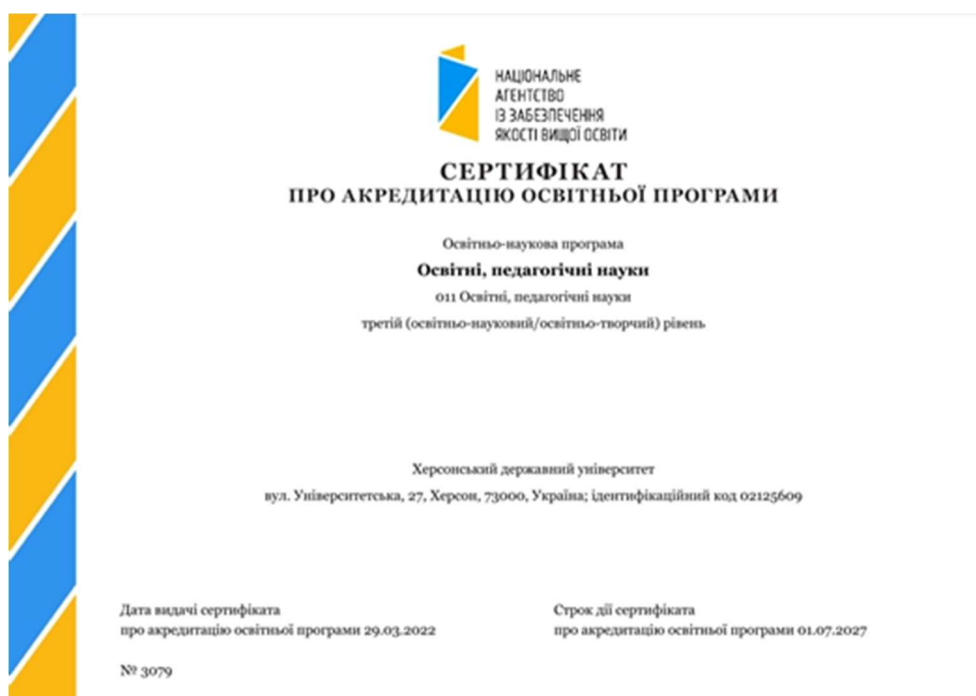 НАЦІОНАЛЬНЕ
АГЕНТСТВО
ІЗ ЗАБЕЗПЕЧЕННЯ
ЯКОСТІ ВИЩОЇ ОСВІТИ
СЕРТИФІКАТ
ПРО АКРЕДИТАЦІЮ ОСВІТНЬОЇ ПРОГРАМИ
Освітньо-наукова програма
Освітні, педагогічні науки
011 Освітні, педагогічні науки
третій (освітньо-науковий/освітньо-творчий) рівень
Херсонський державний університет
вул. Університетська, 27, Херсон, 73000, Україна; ідентифікаційний код 02125609
Дата видачі сертифіката
про акредитацію освітньої програми 29.03.2022
Строк дії сертифіката
про акредитацію освітньої програми 01.07.2027
№ 3079